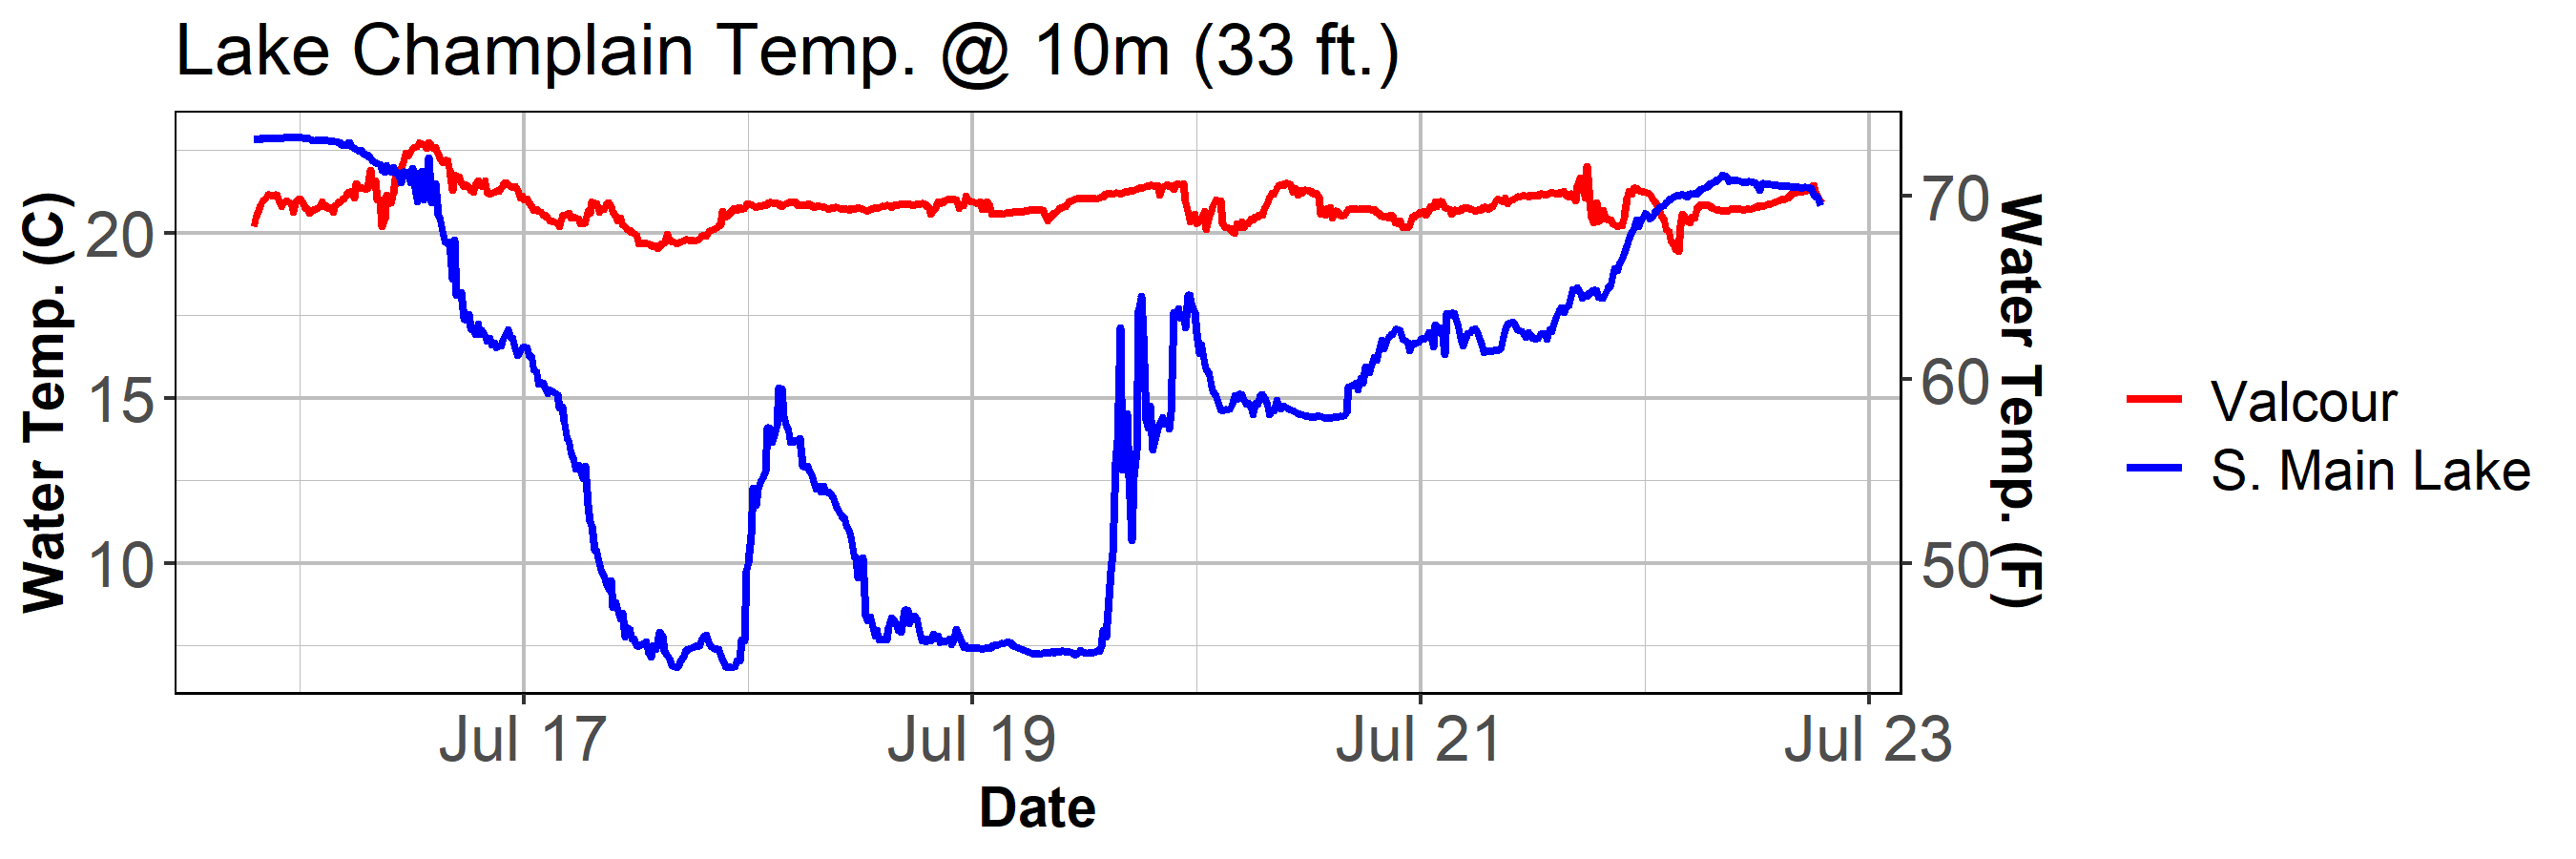 Lake Champlain Temp. @ 10m (33 ft.)
Water Temp. (C)
20
15
10
70
60
50
Water Temp. (F)
Jul 17
Jul 19
Jul 21
Jul 23
Date
Valcour
S. Main Lake